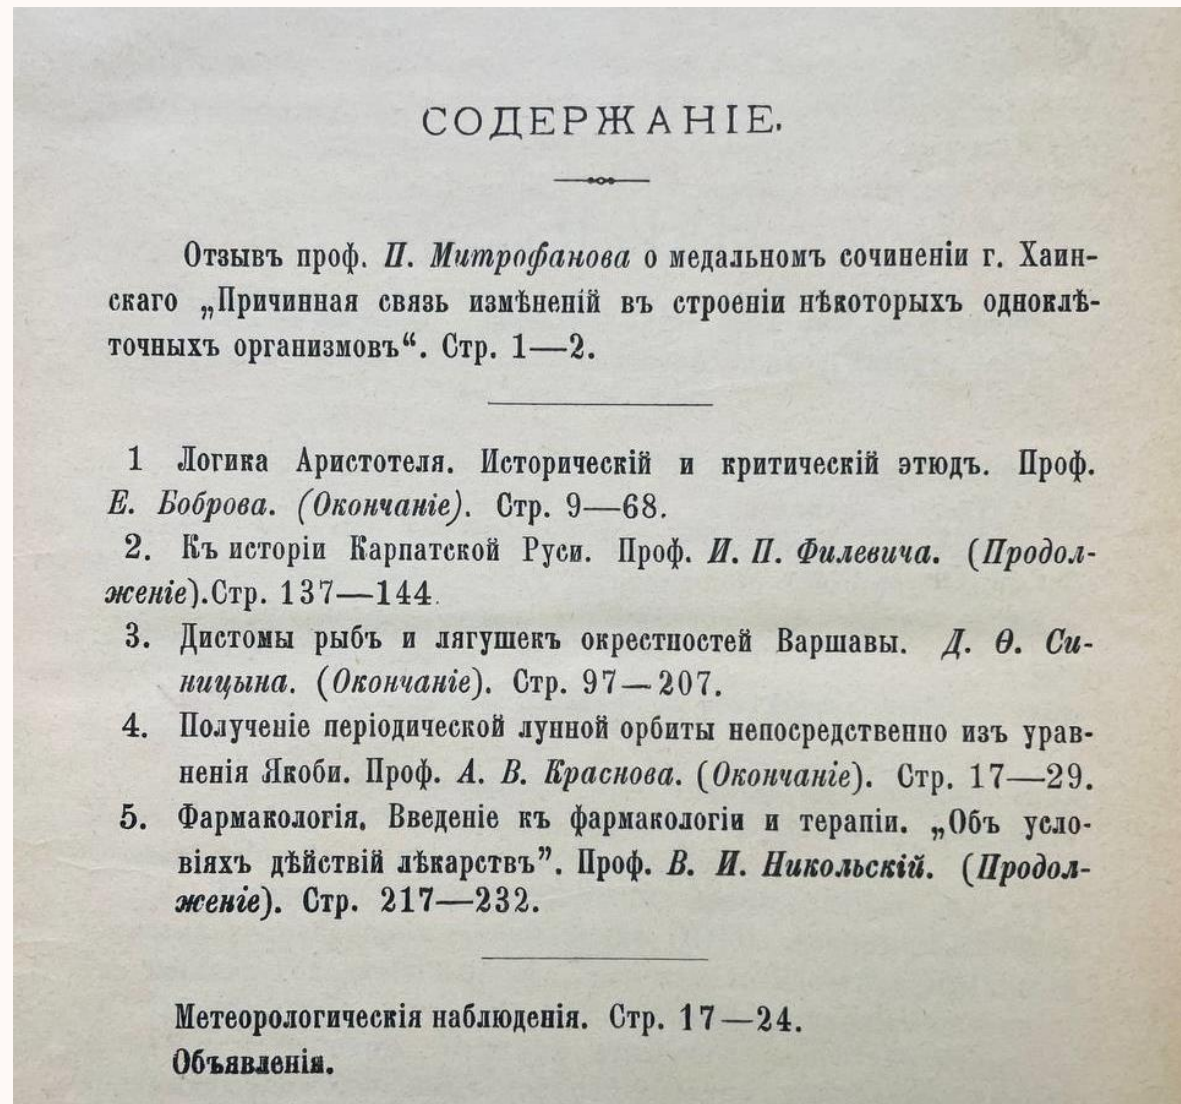 СОДЕРЖАНІЕ.
Отзывъ проф. П. Митрофанова о медальномъ сочиненіи г. Хаин-
скаго „Причинная связь измѣненій въ строеніи нѣкоторыхъ одноклѣ-
точныхъ организмовъ“. Стр. 1—2.
1 Логика Аристотеля. Историческій и критическій этюдъ. Проф.
Е. Боброва. (Окончаніе). Стр. 9—68.
2. Къ исторіи Карпатской Руси. Проф. И. П. Филевича. (Продол-
женіе).Стр. 137—144.
3. Дистомы рыбъ и лягушекъ окрестностей Варшавы. Д. Ѳ. Си-
ницына. (Окончаніе). Стр. 97—207.
4. Полученіе періодической лунной орбиты непосредственно изъ урав-
ненія Якоби. Проф. А. В. Краснова. (Окончаніе). Стр. 17—29.
5. Фармакологія. Введеніе къ фармакологіи и терапіи. „Объ усло-
віяхъ дѣйствій лѣкарствъ”. Проф. В. И. Никольскій. (Продол-
женіе). Стр. 217—232.
Метеорологическія наблюденія. Стр. 17—24.
Объявленія.